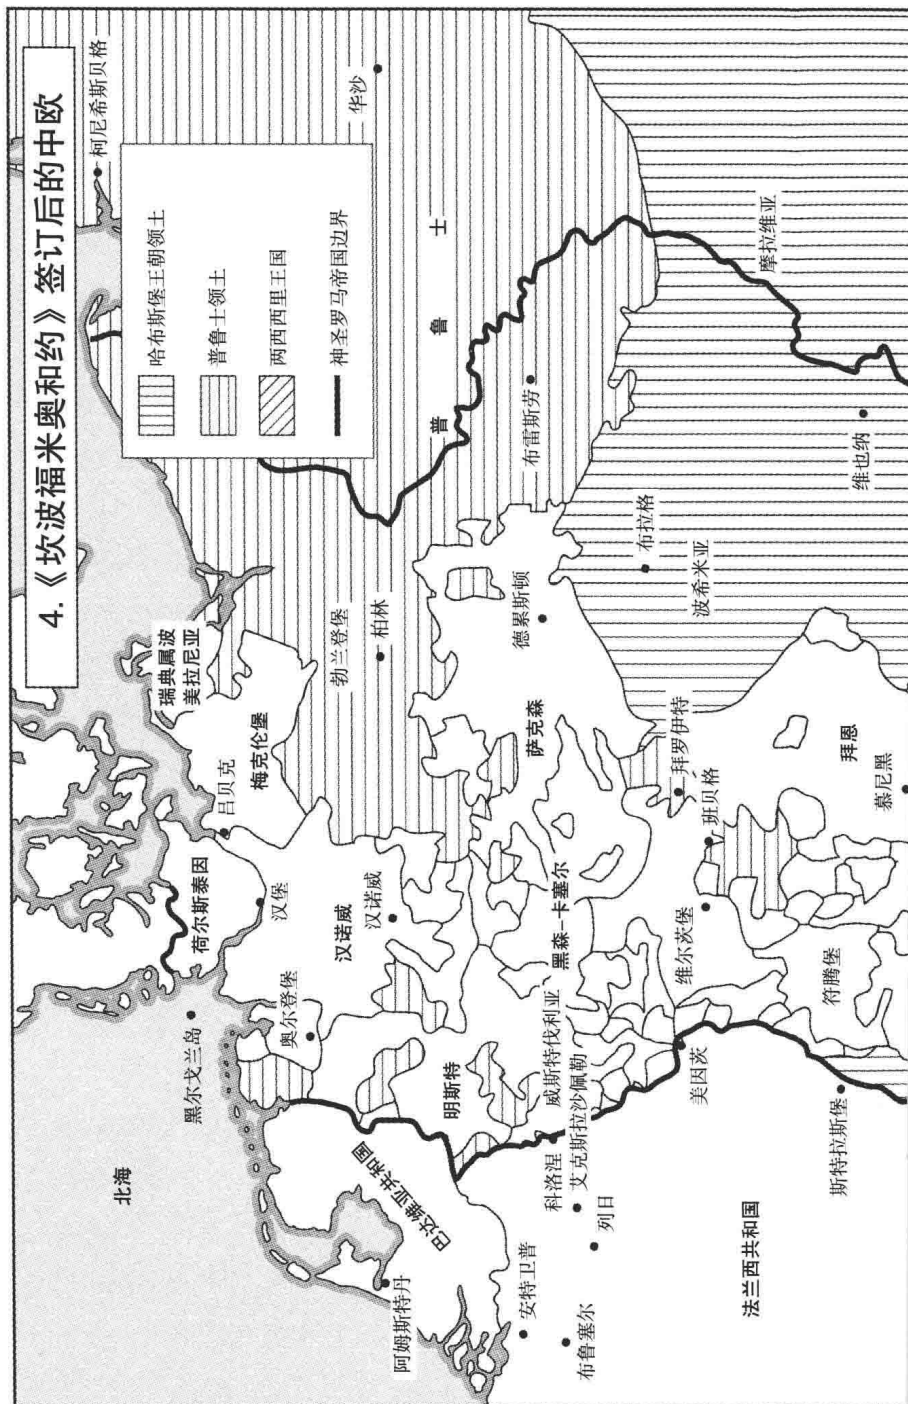 4.《坎波福米奥和约》签订后的中欧
哈布斯堡王朝领土
普鲁士领土
两西西里王国
神圣罗马帝国边界
柯尼希斯贝格
华沙
普鲁士
摩拉维亚
布雷斯劳
维也纳
布拉格
波希米亚
瑞典属波
美拉尼亚
勃兰登堡
柏林
德累斯顿
梅克伦堡
吕贝克
萨克森
拜罗伊特
拜恩
班贝格
慕尼黑
荷尔斯泰因
汉堡
汉诺威
汉诺威
黑森–卡塞尔
维尔茨堡
符腾堡
黑尔戈兰岛
奥尔登堡
明斯特
威斯特伐利亚
美因茨
北海
巴达维亚共和国
科洛涅
艾克斯拉沙佩勒
斯特拉斯堡
列日
阿姆斯特丹
安特卫普
布鲁塞尔
法兰西共和国